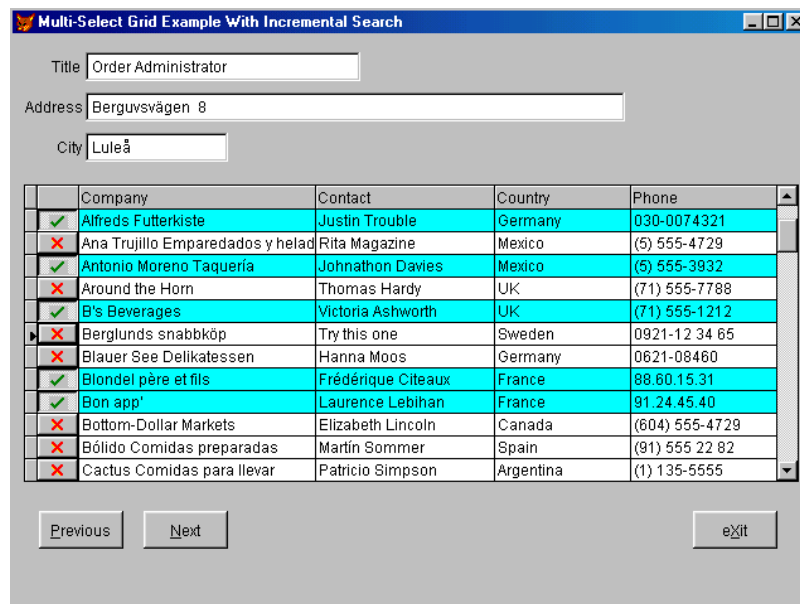 Multi-Select Grid Example With Incremental Search
Title Order Administrator
Address Berguvsvägen 8
City Luleå
Company Contact Country Phone
Alfreds Futterkiste Justin Trouble Germany 030-0074321
Ana Trujillo Emparedados y helad Rita Magazine Mexico (5) 555-4729
Antonio Moreno Taquería Johnathon Davies Mexico (5) 555-3932
Around the Horn Thomas Hardy UK (71) 555-7788
B's Beverages Victoria Ashworth UK (71) 555-1212
Berglunds snabbköp Try this one Sweden 0921-12 34 65
Blauer See Delikatessen Hanna Moos Germany 0621-08460
Blondel père et fils Frédérique Citeaux France 88.60.15.31
Bon app' Laurence Lebihan France 91.24.45.40
Bottom-Dollar Markets Elizabeth Lincoln Canada (604) 555-4729
Bólido Comidas preparadas Martín Sommer Spain (91) 555 22 82
Cactus Comidas para llevar Patricio Simpson Argentina (1) 135-5555
Previous Next eXit